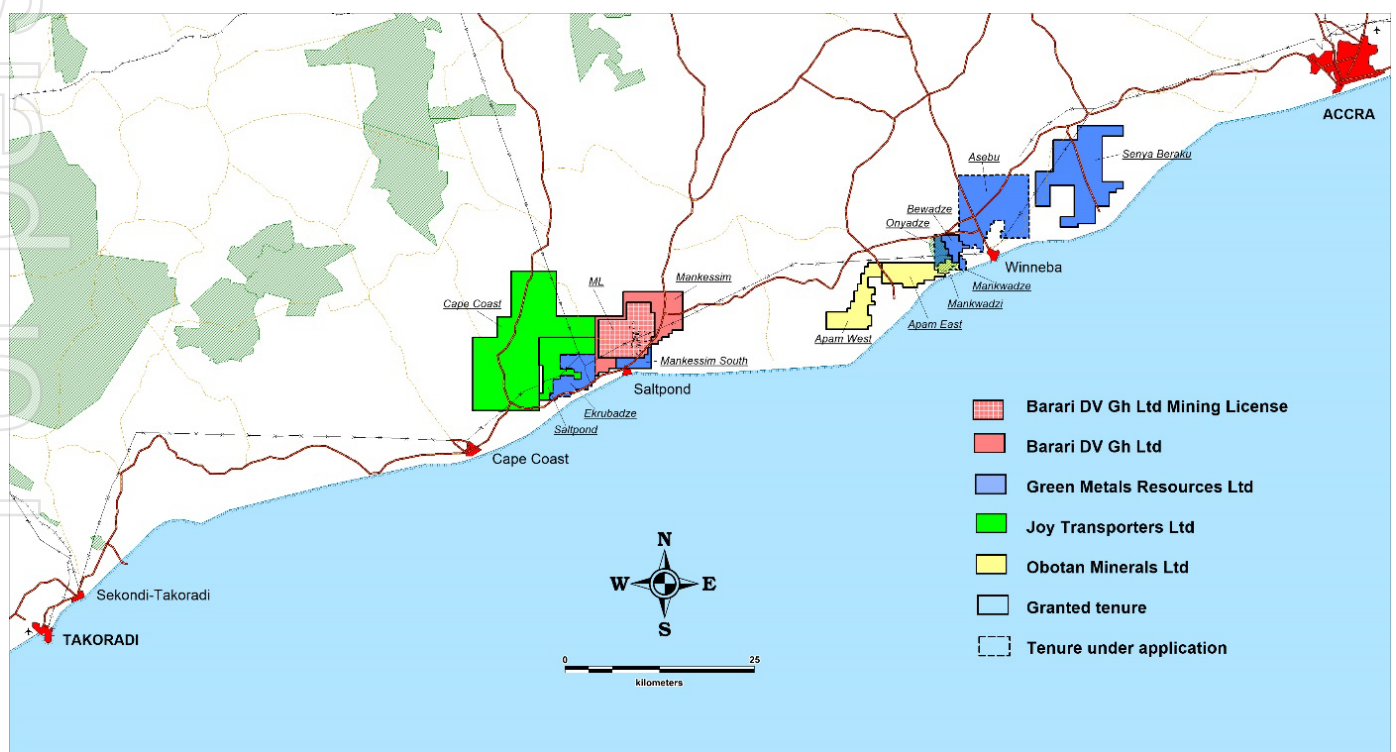 ACCRA
Senya Beraku
Asebu
Bewadze
Onyadze
Winneba
Mankwadze
Mankwadzi
Apam East
Apam West
Mankessim
ML
Cape Coast
Mankessim South
Saltpond
Ekrubadze
Saltpond
Cape Coast
Sekondi-Takoradi
TAKORADI
N
W E
S
0 25
kilometers
Barari DV Gh Ltd Mining License
Barari DV Gh Ltd
Green Metals Resources Ltd
Joy Transporters Ltd
Obotan Minerals Ltd
Granted tenure
Tenure under application